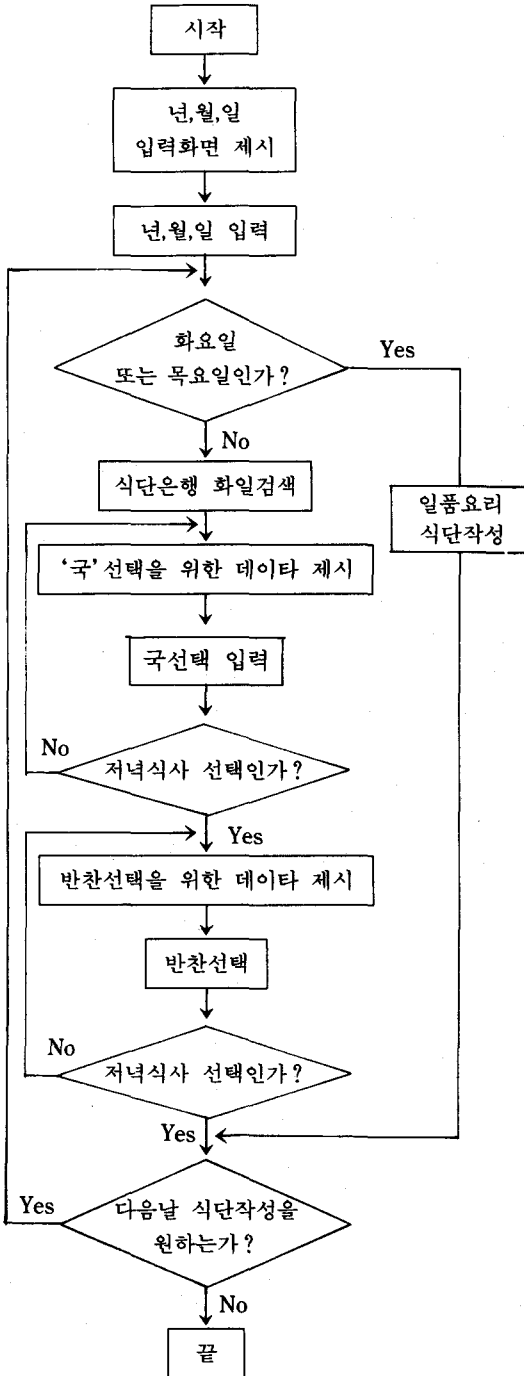 시작
년,월,일
입력화면 제시
년,월,일 입력
화요일
또는 목요일인가?
Yes
No
식단은행 화일검색
일품요리
식단작성
‘국’선택을 위한 데이타 제시
국선택 입력
No
저녁식사 선택인가?
Yes
반찬선택을 위한 데이타 제시
반찬선택
No
저녁식사 선택인가?
Yes
Yes
다음날 식단작성을
원하는가?
No
끝